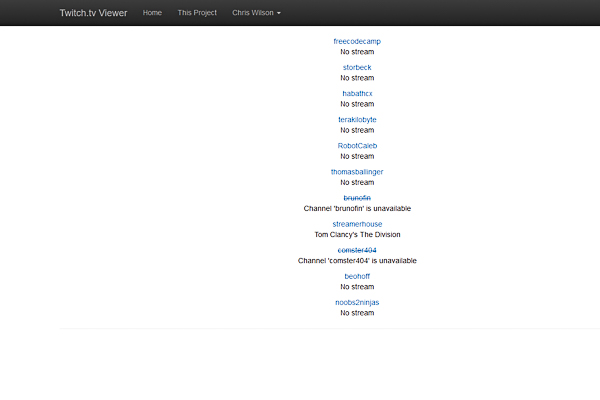 Twitch.tv Viewer Home This Project Chris Wilson
freecodecamp
No stream
storbeck
No stream
habathcx
No stream
terakilobyte
No stream
RobotCaleb
No stream
thomasballinger
No stream
brunofin
Channel 'brunofin' is unavailable
streamerhouse
Tom Clancy's The Division
comster404
Channel 'comster404' is unavailable
beohoff
No stream
noobs2ninjas
No stream